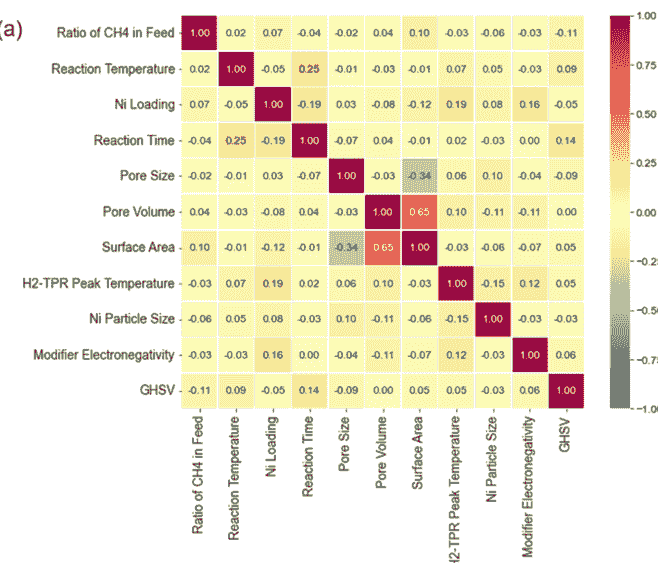 (a)
Ratio of CH4 in Feed 1.00 0.02 0.07 -0.04 -0.02 0.04 0.10 -0.03 -0.06 -0.03 -0.11
Reaction Temperature 0.02 1.00 -0.05 0.25 -0.01 -0.03 -0.01 0.07 0.05 -0.03 0.09
Ni Loading 0.07 -0.05 1.00 -0.19 0.03 -0.08 -0.12 0.19 0.08 0.16 -0.05
Reaction Time -0.04 0.25 -0.19 1.00 -0.07 0.04 -0.01 0.02 -0.03 0.00 0.14
Pore Size -0.02 -0.01 0.03 -0.07 1.00 -0.03 -0.34 0.06 0.10 -0.04 -0.09
Pore Volume 0.04 -0.03 -0.08 0.04 -0.03 1.00 0.65 0.10 -0.11 -0.11 0.00
Surface Area 0.10 -0.01 -0.12 -0.01 -0.34 0.65 1.00 -0.03 -0.06 -0.07 0.05
H2-TPR Peak Temperature -0.03 0.07 0.19 0.02 0.06 0.10 -0.03 1.00 -0.15 0.12 0.05
Ni Particle Size -0.06 0.05 0.08 -0.03 0.10 -0.11 -0.06 -0.15 1.00 -0.03 -0.03
Modifier Electronegativity -0.03 -0.03 0.16 0.00 -0.04 -0.11 -0.07 0.12 -0.03 1.00 0.06
GHSV -0.11 0.09 -0.05 0.14 -0.09 0.00 0.05 0.05 -0.03 0.06 1.00
Ratio of CH4 in Feed
Reaction Temperature
Ni Loading
Reaction Time
Pore Size
Pore Volume
Surface Area
H2-TPR Peak Temperature
Ni Particle Size
Modifier Electronegativity
GHSV
1.00
0.75
0.50
0.25
0.00
-0.25
-0.50
-0.75
-1.00